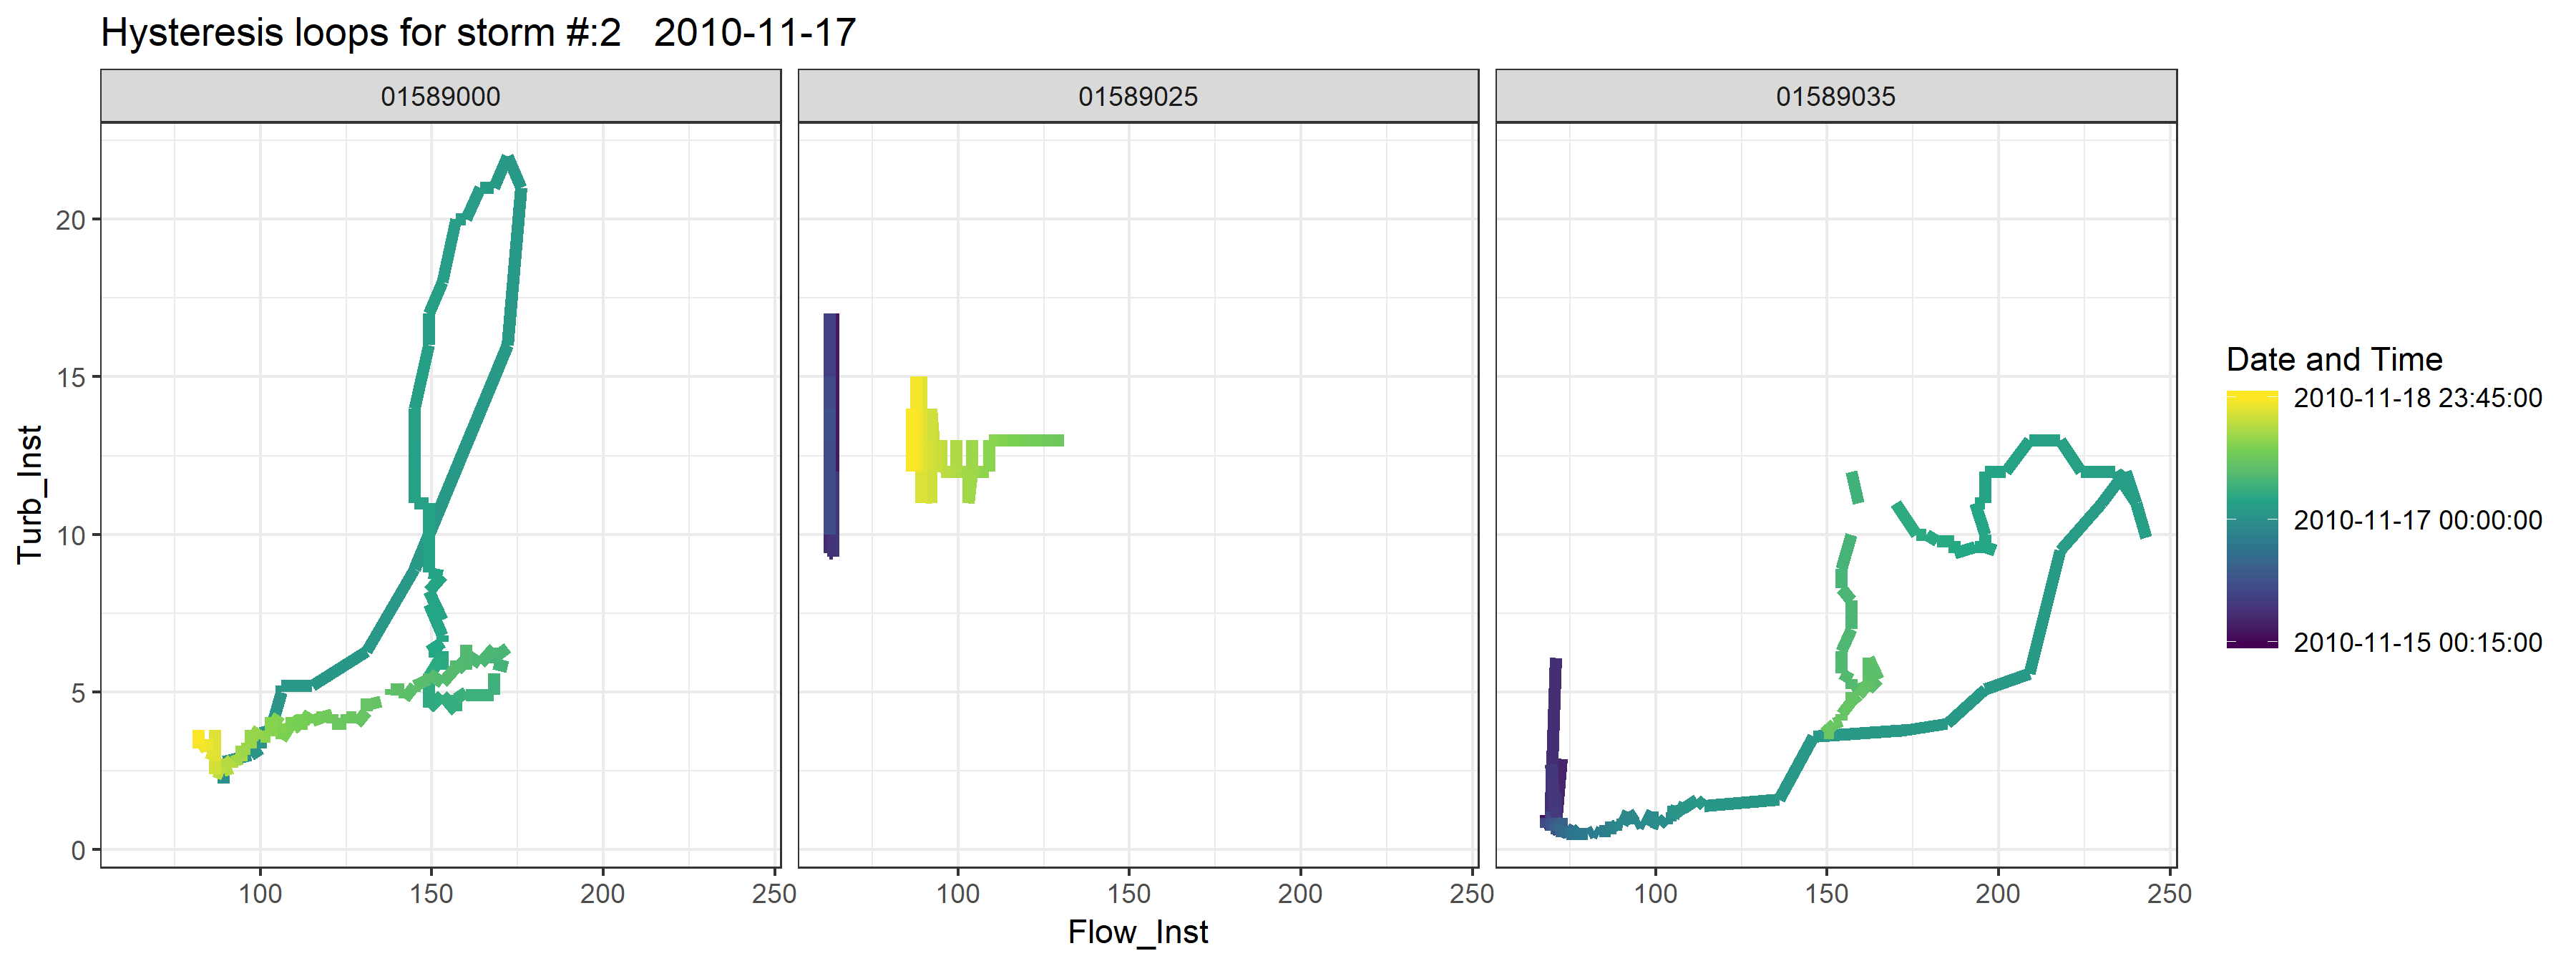 Hysteresis loops for storm #:2   2010-11-17
01589000
01589025
01589035
Turb_Inst
20
15
10
5
0
100 150 200 250
100 150 200 250
100 150 200 250
Flow_Inst
Date and Time
2010-11-18 23:45:00
2010-11-17 00:00:00
2010-11-15 00:15:00